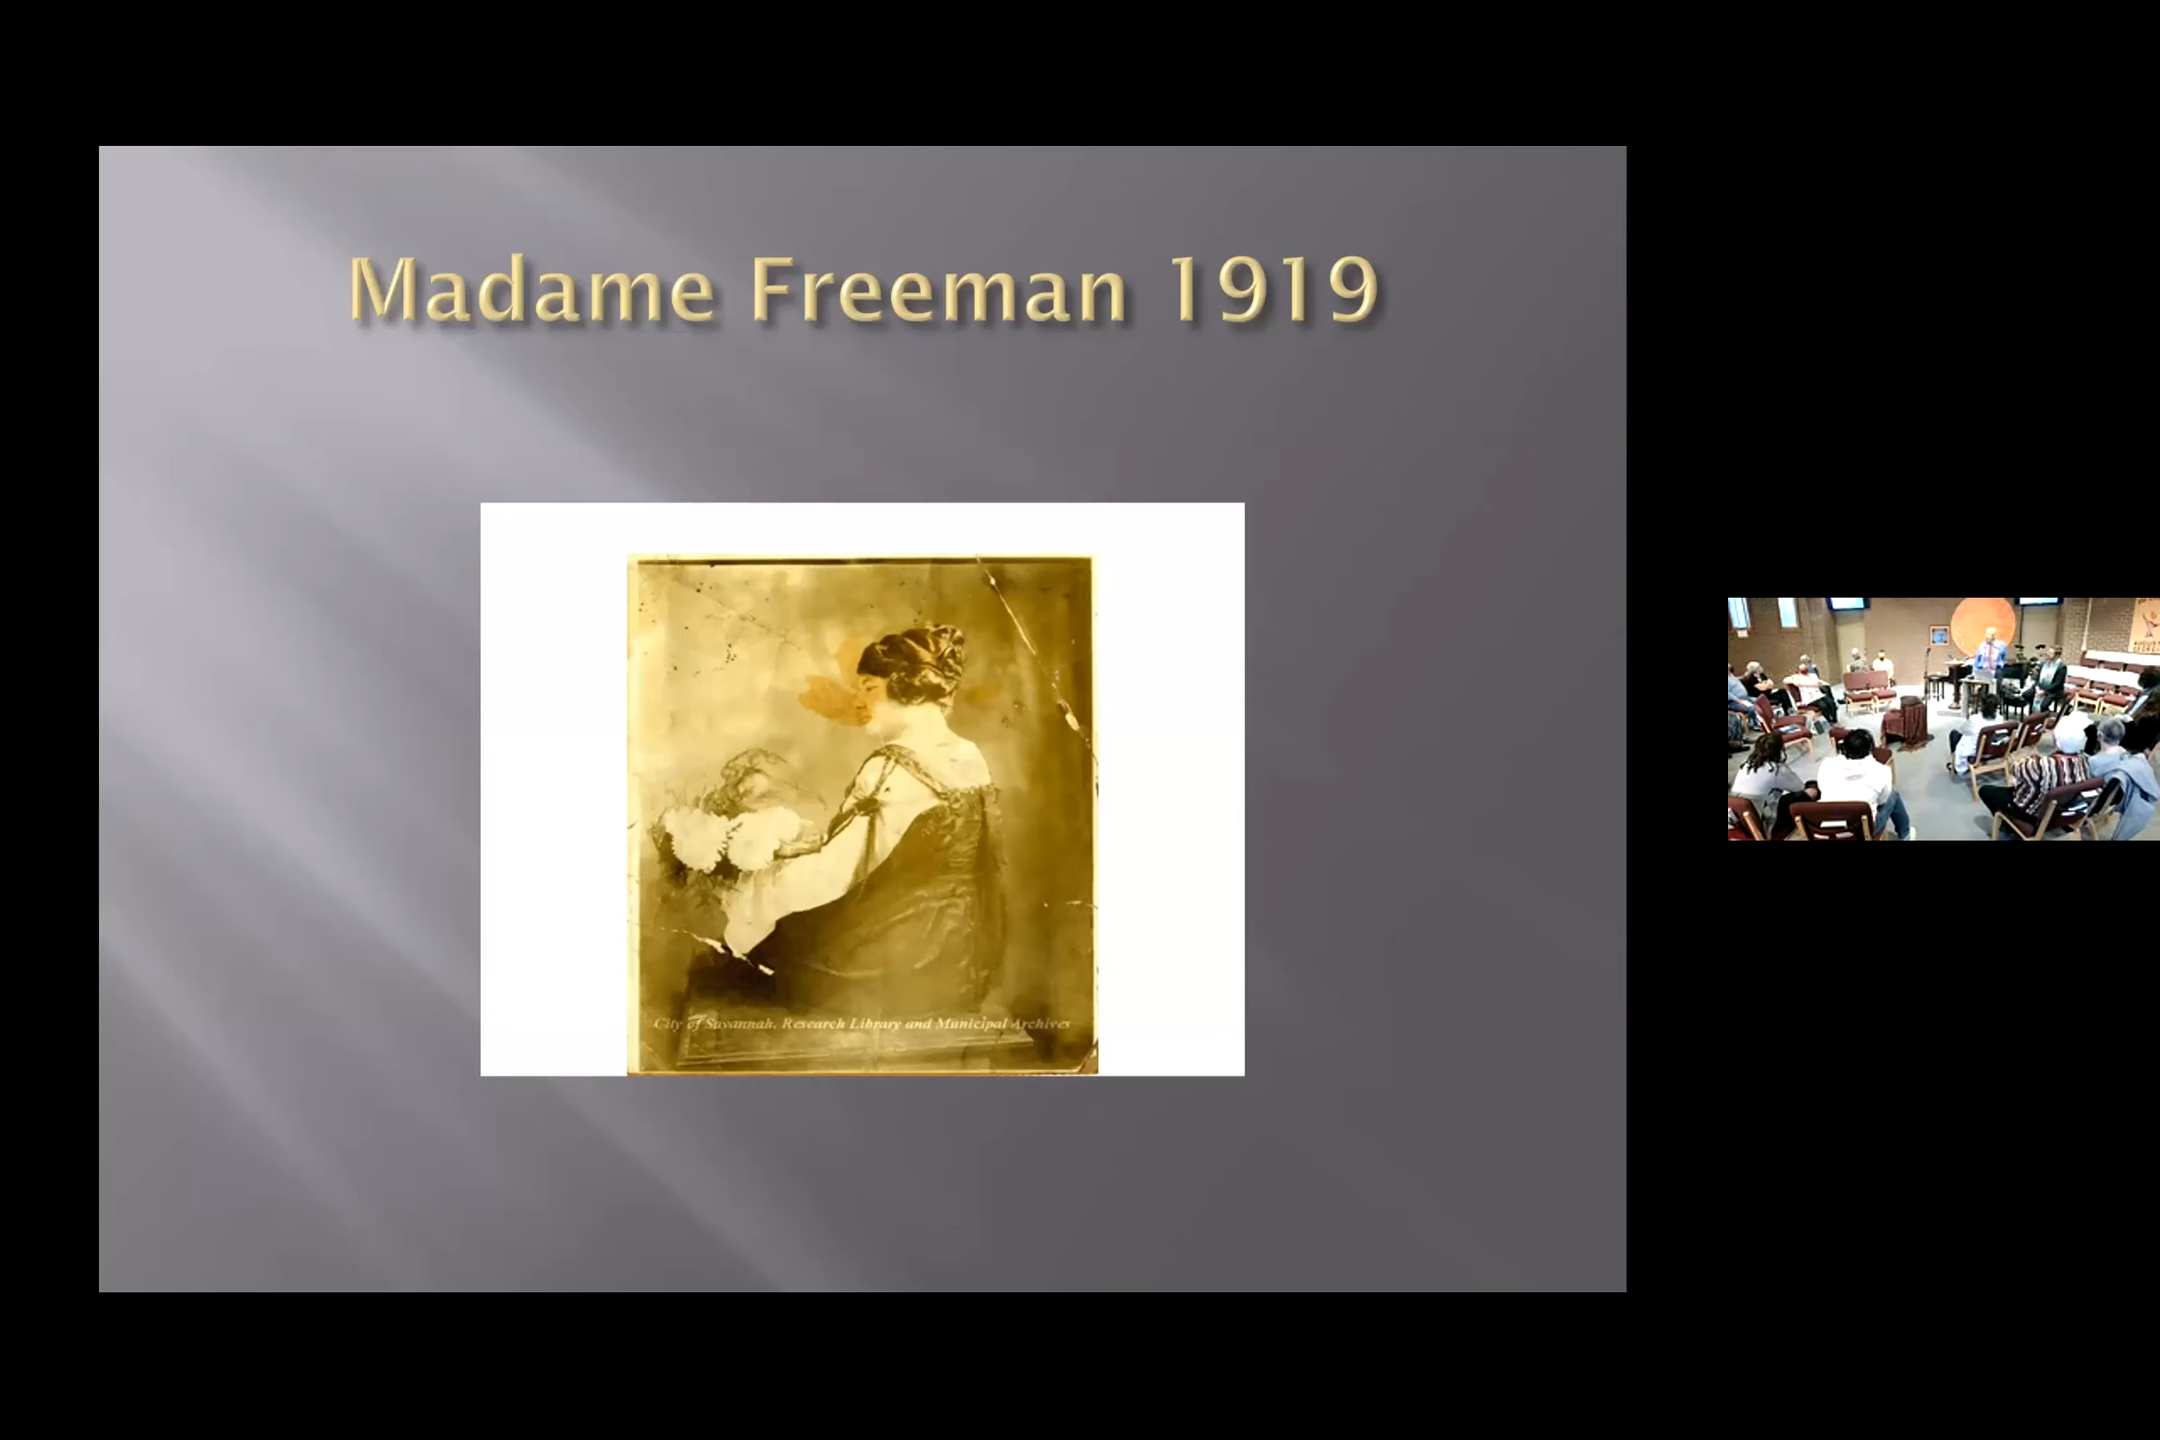 Madame Freeman 1919
City of Savannah, Research Library and Municipal Archives